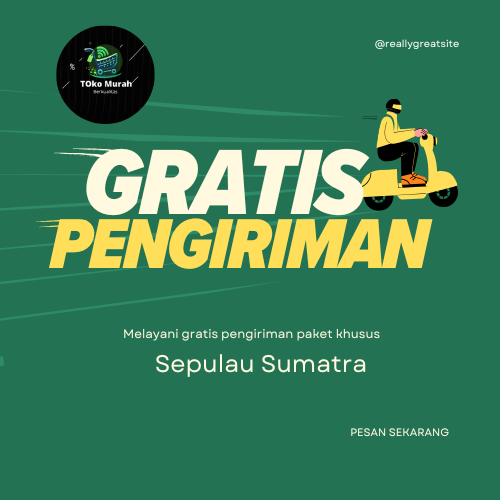 @reallygreatsite
%
TOko Murah
Berkualitas
GRATIS
PENGIRIMAN
Melayani gratis pengiriman paket khusus
Sepulau Sumatra
PESAN SEKARANG